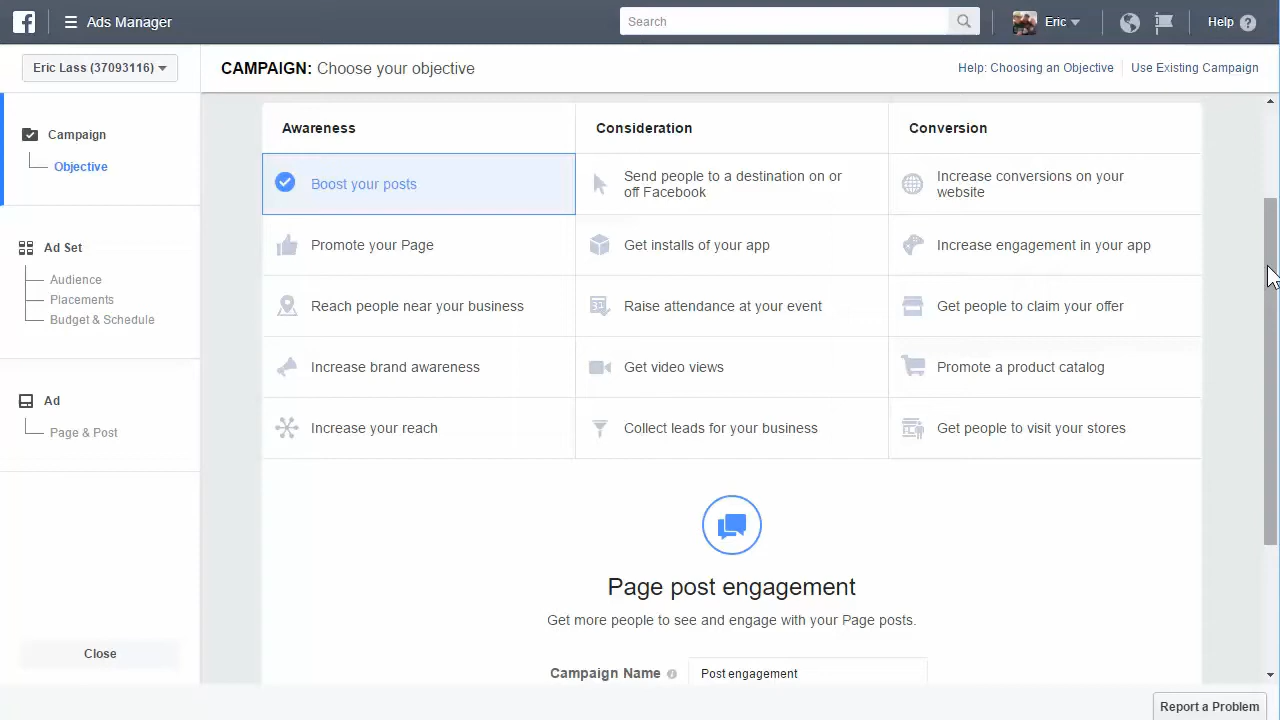 Ads Manager
Search
Eric
Help
Eric Lass (37093116)
CAMPAIGN: Choose your objective
Help: Choosing an Objective
Use Existing Campaign
Campaign
Objective
Ad Set
Audience
Placements
Budget & Schedule
Ad
Page & Post
Close
Awareness
Consideration
Conversion
Boost your posts
Send people to a destination on or
off Facebook
Increase conversions on your
website
Promote your Page
Get installs of your app
Increase engagement in your app
Reach people near your business
31
Raise attendance at your event
Get people to claim your offer
Increase brand awareness
Get video views
Promote a product catalog
Increase your reach
Collect leads for your business
Get people to visit your stores
Page post engagement
Get more people to see and engage with your Page posts.
Campaign Name
Post engagement
Report a Problem